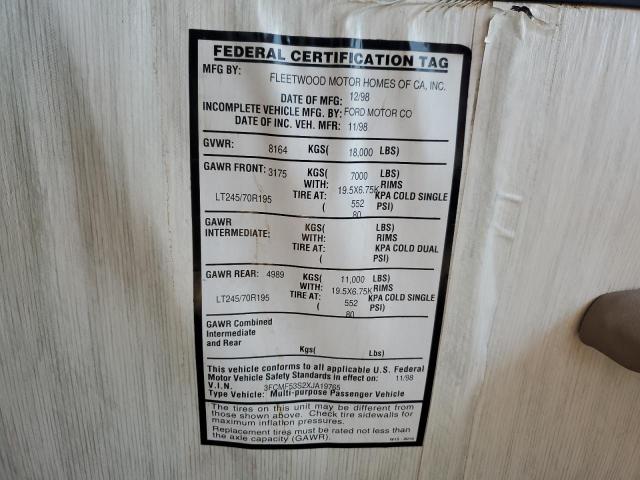 FEDERAL CERTIFICATION TAG
MFG BY: FLEETWOOD MOTOR HOMES OF CA, INC.
DATE OF MFG: 12/98
INCOMPLETE VEHICLE MFG. BY: FORD MOTOR CO
DATE OF INC. VEH. MFR: 11/98
GVWR: 8164 KGS( 18,000 LBS)
GAWR FRONT: 3175 KGS( 7000 LBS)
WITH: 19.5X6.75K RIMS
LT245/70R195 TIRE AT: 552 KPA COLD SINGLE
( 80 PSI)
GAWR KGS( LBS)
INTERMEDIATE: WITH: RIMS
TIRE AT: KPA COLD DUAL
( PSI)
GAWR REAR: 4989 KGS( 11,000 LBS)
WITH: 19.5X6.75K RIMS
LT245/70R195 TIRE AT: 552 KPA COLD SINGLE
( 80 PSI)
GAWR Combined
Intermediate
and Rear Kgs( Lbs)
This vehicle conforms to all applicable U.S. Federal
Motor Vehicle Safety Standards in effect on: 11/98
V.I.N. 3FCMF53S2XJA19765
Type Vehicle: Multi-purpose Passenger Vehicle
The tires on this unit may be different from
those shown above. Check tire sidewalls for
maximum inflation pressures.
Replacement tires must be rated not less than
the axle capacity (GAWR).